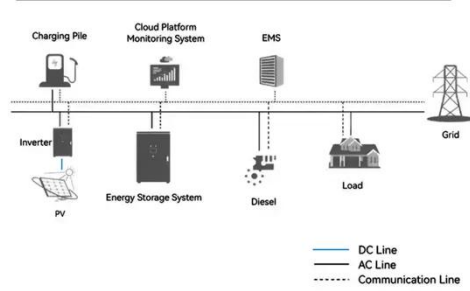 Charging Pile
Cloud Platform
Monitoring System
EMS
Grid
Inverter
PV
Energy Storage System
Diesel
Load
DC Line
AC Line
Communication Line